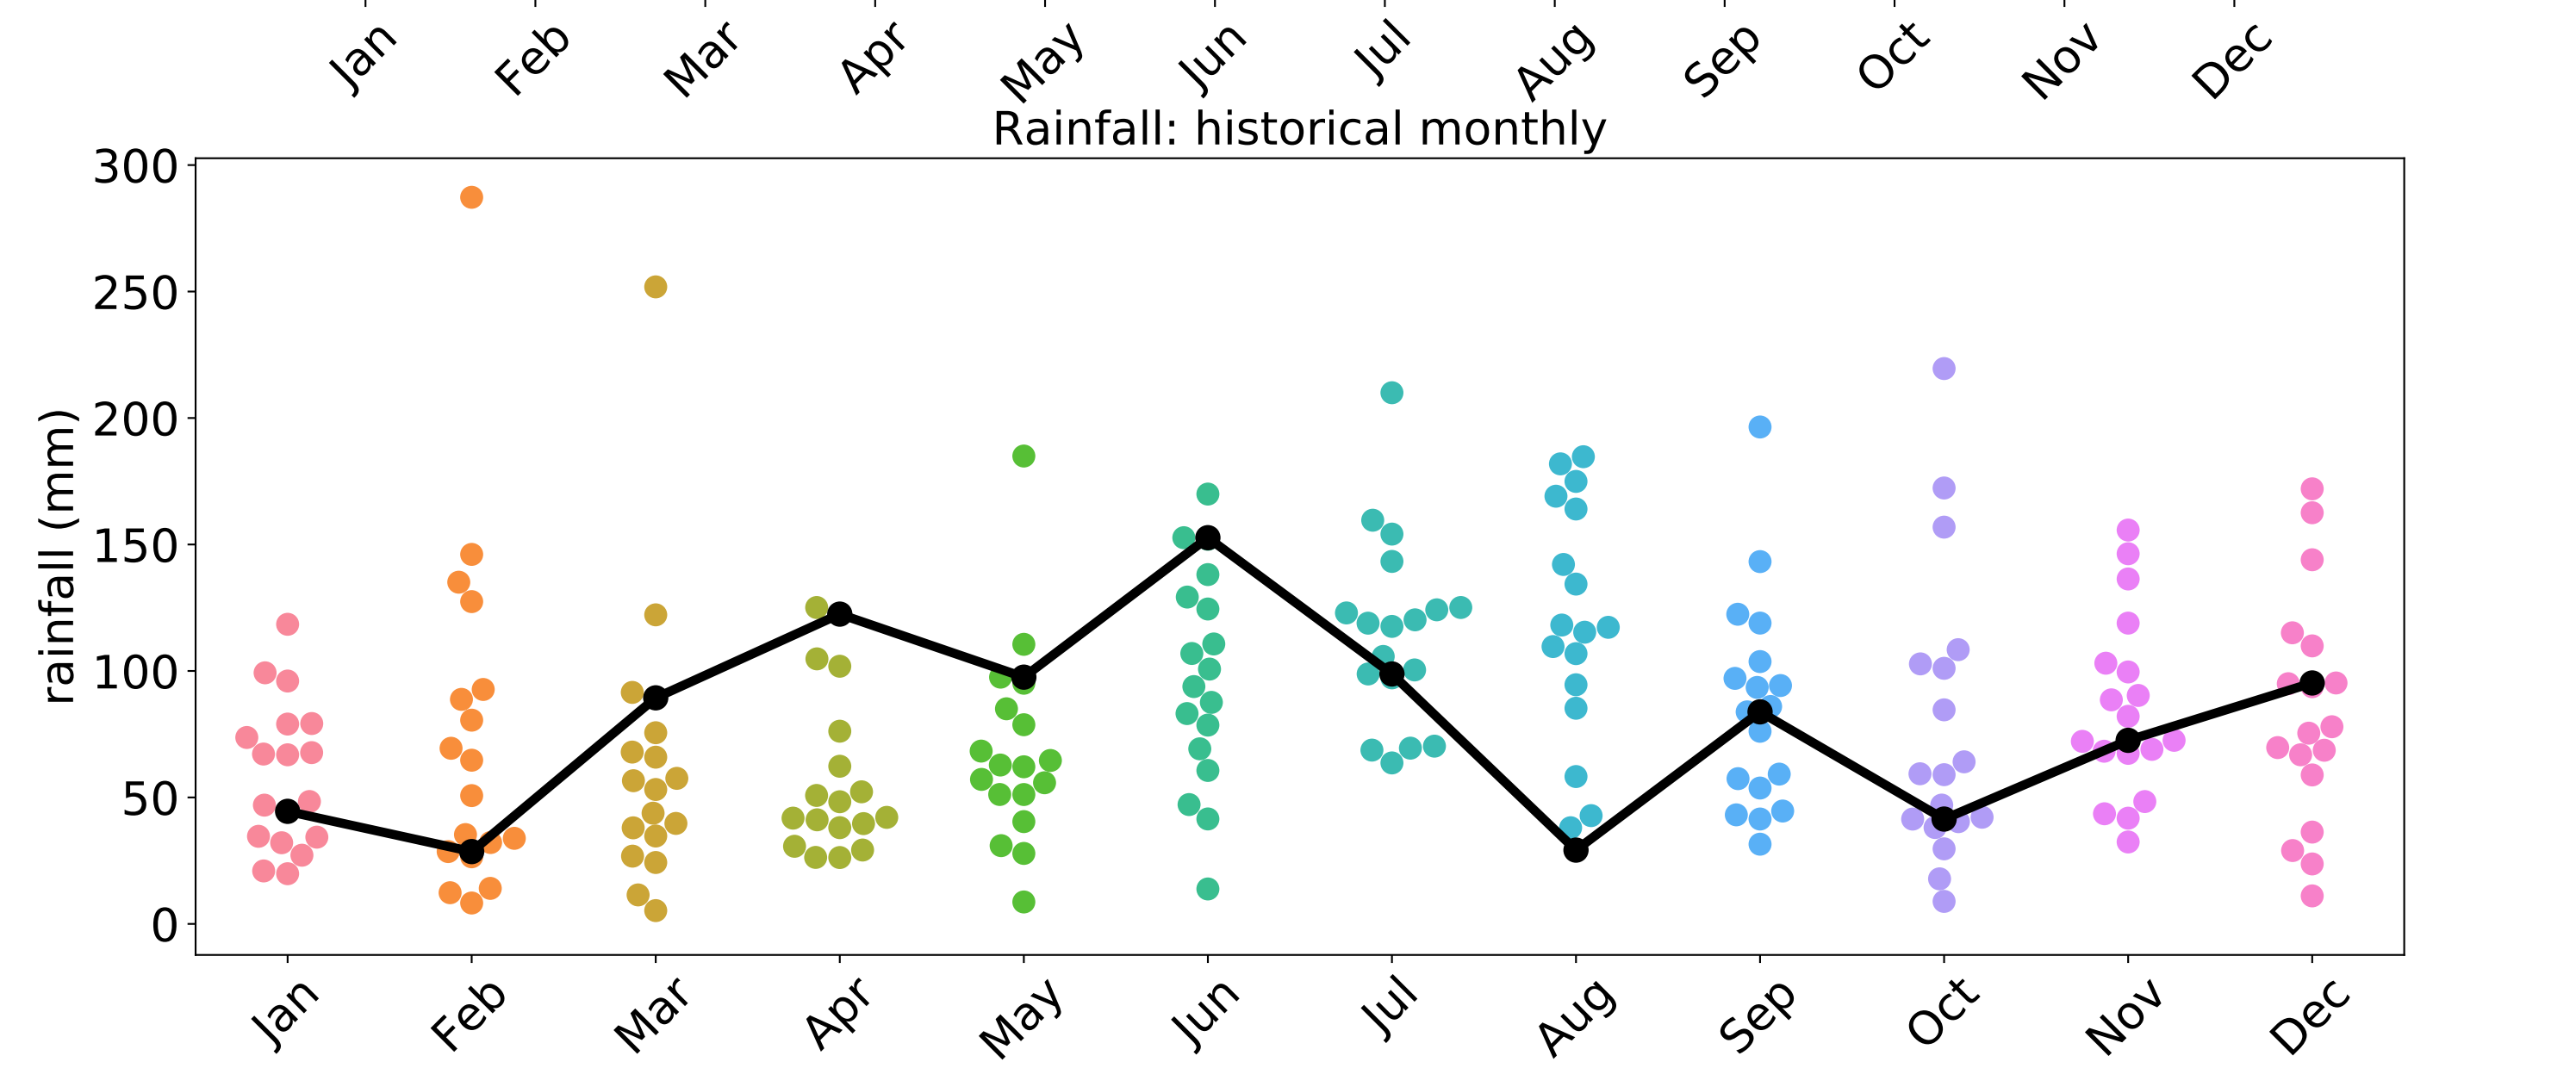 Jan Feb Mar Apr May Jun Jul Aug Sep Oct Nov Dec
Rainfall: historical monthly
300
250
200
150
100
50
0
rainfall (mm)
Jan Feb Mar Apr May Jun Jul Aug Sep Oct Nov Dec